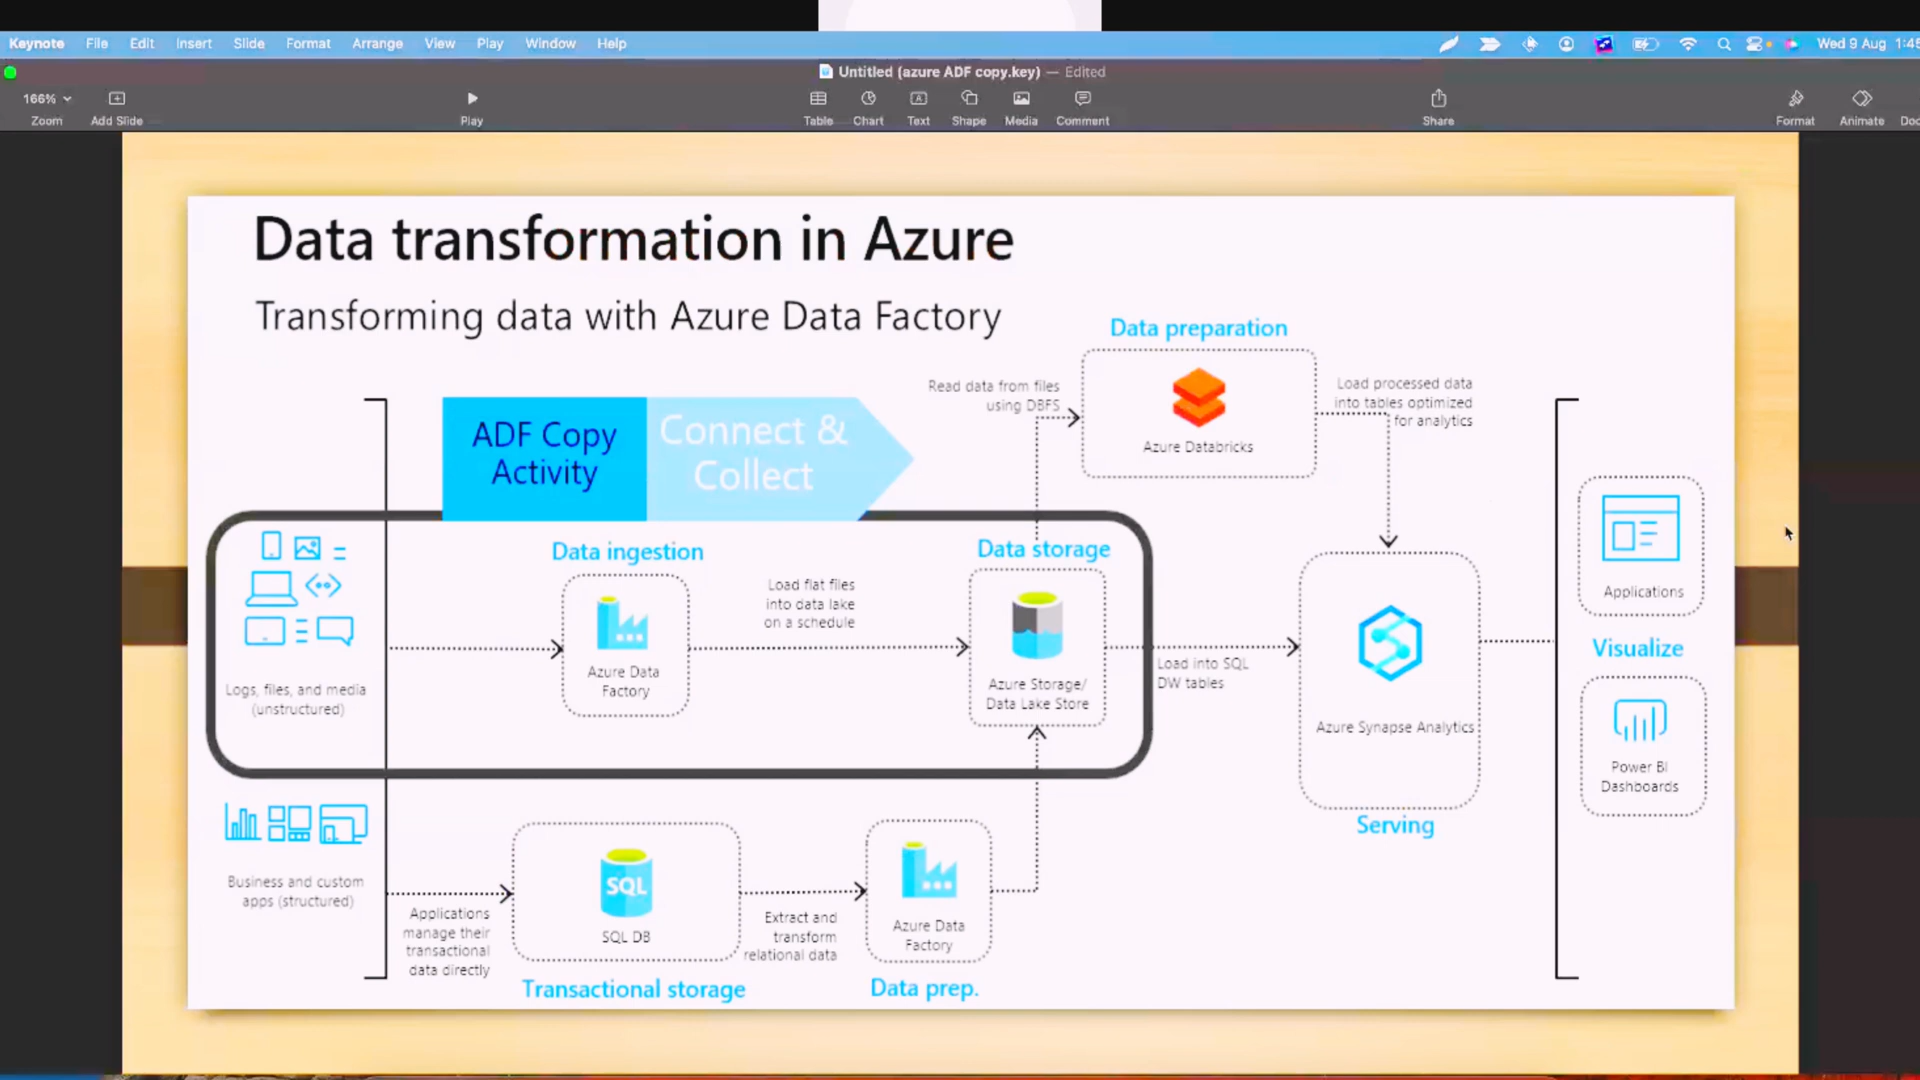 Keynote File Edit Insert Slide Format Arrange View Play Window Help
Wed 9 Aug
Untitled (azure ADF copy.key) — Edited
166%
Zoom Add Slide Play Table Chart Text Shape Media Comment Share Format Animate
Data transformation in Azure
Transforming data with Azure Data Factory
ADF Copy
Activity
Connect &
Collect
Data preparation
Read data from files
using DBFS
Azure Databricks
Load processed data
into tables optimized
for analytics
Logs, files, and media
(unstructured)
Data ingestion
Azure Data
Factory
Load flat files
into data lake
on a schedule
Data storage
Azure Storage/
Data Lake Store
Load into SQL
DW tables
Azure Synapse Analytics
Serving
Applications
Visualize
Power BI
Dashboards
Business and custom
apps (structured)
Applications
manage their
transactional
data directly
SQL
SQL DB
Transactional storage
Extract and
transform
relational data
Azure Data
Factory
Data prep.